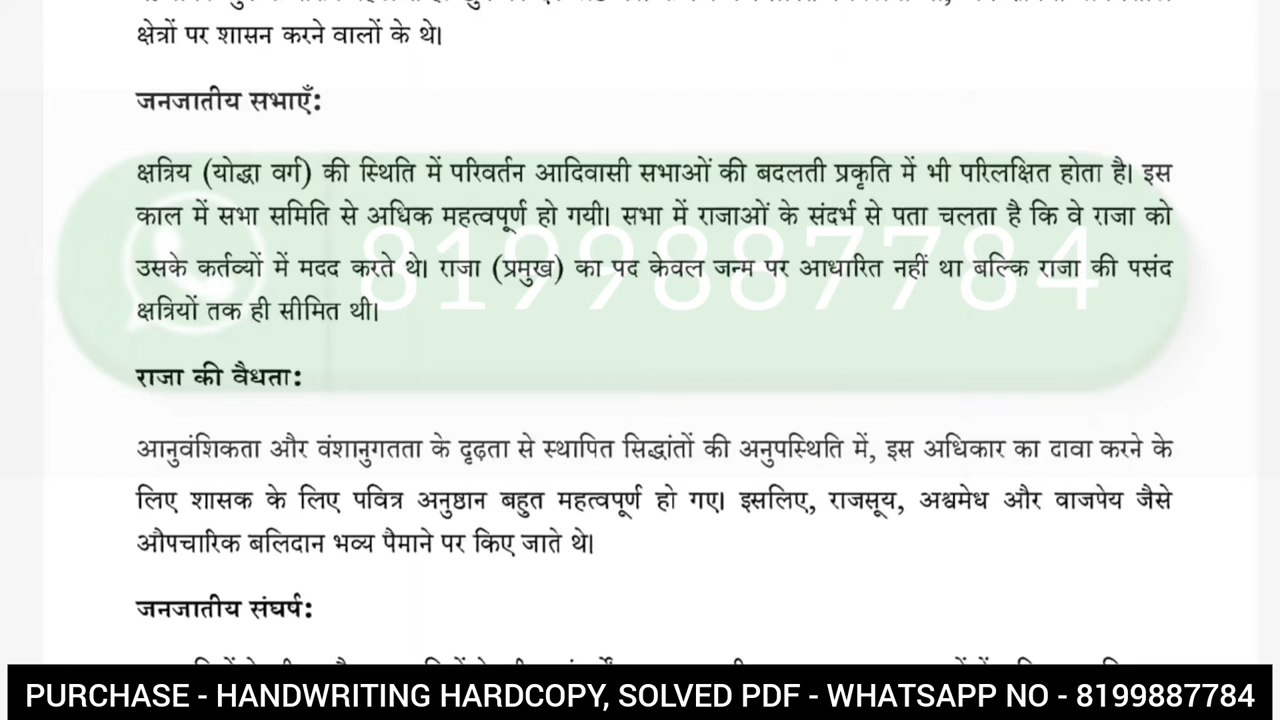 क्षेत्रों पर शासन करने वालों के थे।
जनजातीय सभाएँ:
क्षत्रिय (योद्धा वर्ग) की स्थिति में परिवर्तन आदिवासी सभाओं की बदलती प्रकृति में भी परिलक्षित होता है। इस
काल में सभा समिति से अधिक महत्वपूर्ण हो गयी। सभा में राजाओं के संदर्भ से पता चलता है कि वे राजा को
उसके कर्तव्यों में मदद करते थे। राजा (प्रमुख) का पद केवल जन्म पर आधारित नहीं था बल्कि राजा की पसंद
8199887784
क्षत्रियों तक ही सीमित थी।
राजा की वैधता:
आनुवंशिकता और वंशानुगतता के दृढ़ता से स्थापित सिद्धांतों की अनुपस्थिति में, इस अधिकार का दावा करने के
लिए शासक के लिए पवित्र अनुष्ठान बहुत महत्वपूर्ण हो गए। इसलिए, राजसूय, अश्वमेध और वाजपेय जैसे
औपचारिक बलिदान भव्य पैमाने पर किए जाते थे।
जनजातीय संघर्ष:
PURCHASE - HANDWRITING HARDCOPY, SOLVED PDF - WHATSAPP NO - 8199887784